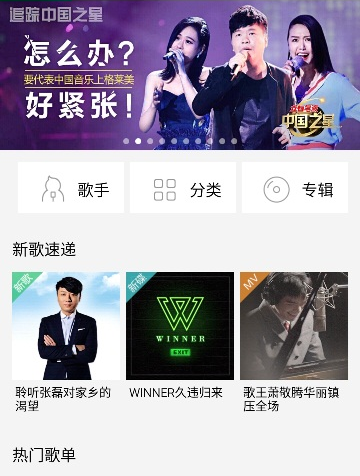 追踪中国之星
怎么办？
要代表中国音乐上格莱美
好紧张！
中国之星
歌手
分类
专辑
新歌速递
新歌
新碟
MV
W
WINNER
EXIT
聆听张磊对家乡的
渴望
WINNER久违归来
歌王萧敬腾华丽镇
压全场
热门歌单